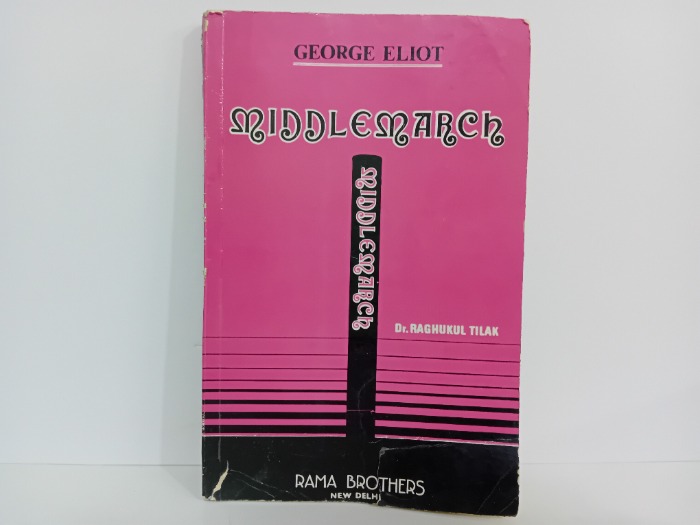 GEORGE ELIOT
MIDDLEMARCH
MIDDLEMARCH
Dr. RAGHUKUL TILAK
RAMA BROTHERS
NEW DELHI